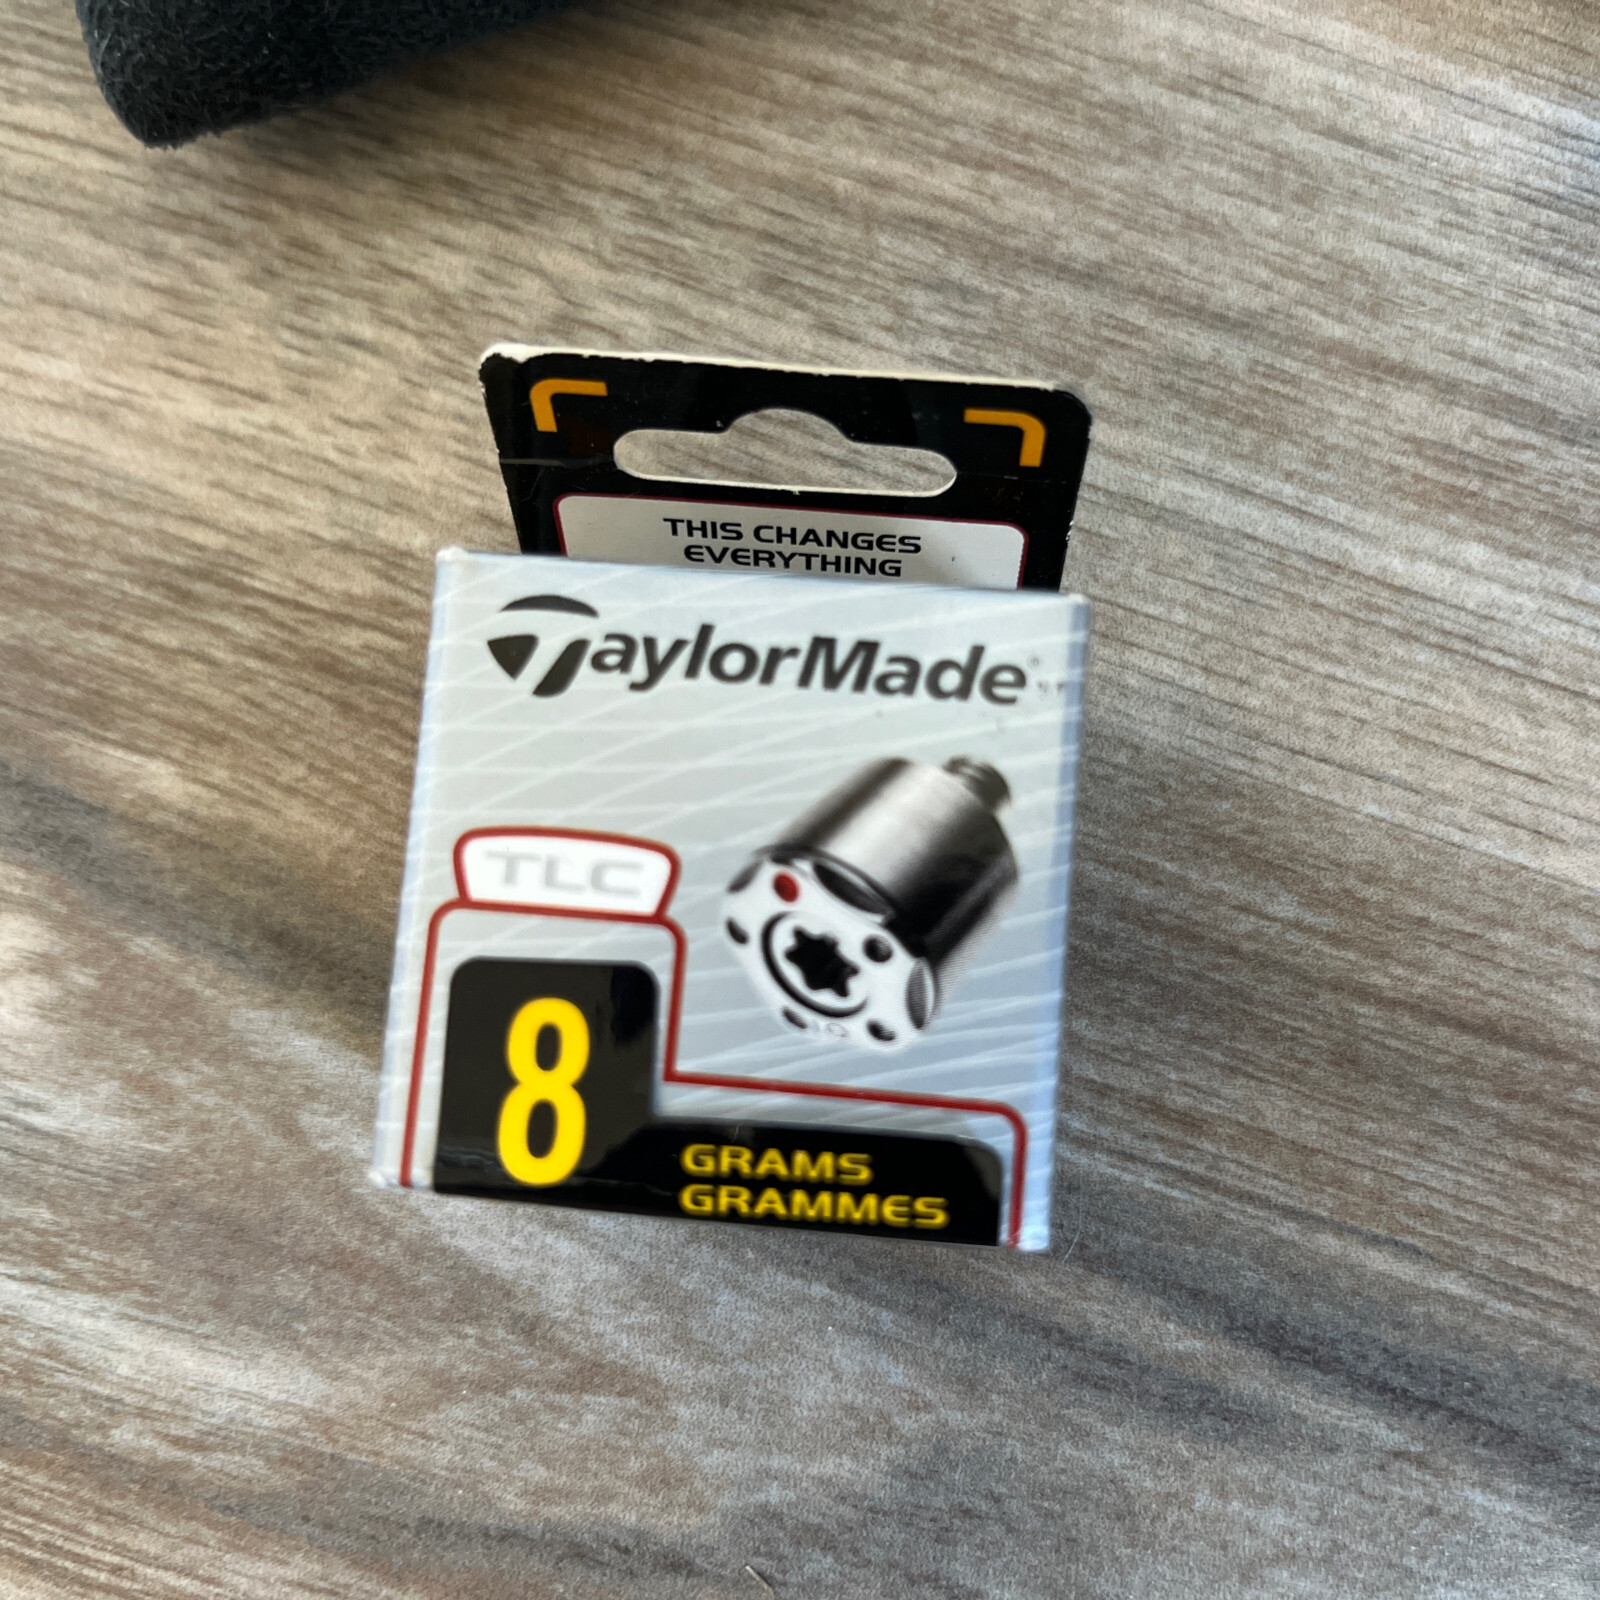 THIS CHANGES
EVERYTHING
TaylorMade
TLC
8
GRAMS
GRAMMES